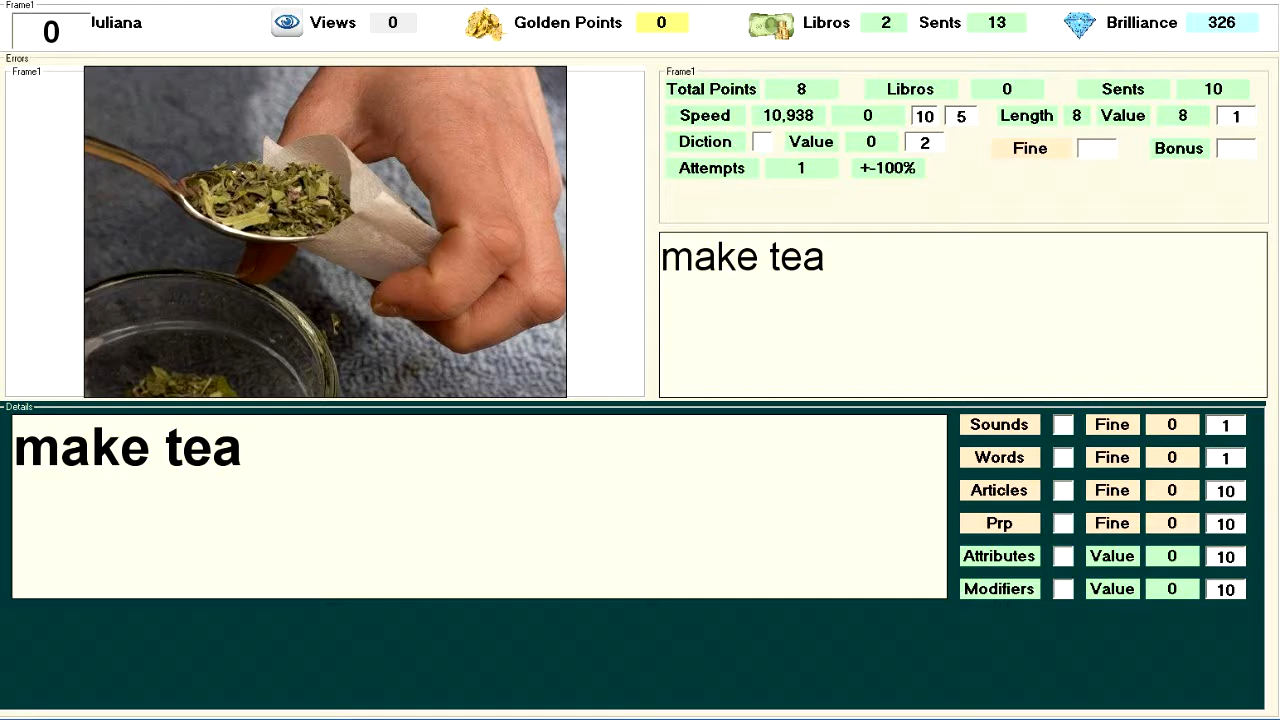 Frame1
0 Juliana Views 0 Golden Points 0 Libros 2 Sents 13 Brilliance 326
Errors
Frame1
Frame1
Total Points 8 Libros 0 Sents 10
Speed 10,938 0 10 5 Length 8 Value 8 1
Diction Value 0 2
Fine Bonus
Attempts 1 +-100%
make tea
Details
make tea
Sounds Fine 0 1
Words Fine 0 1
Articles Fine 0 10
Prp Fine 0 10
Attributes Value 0 10
Modifiers Value 0 10